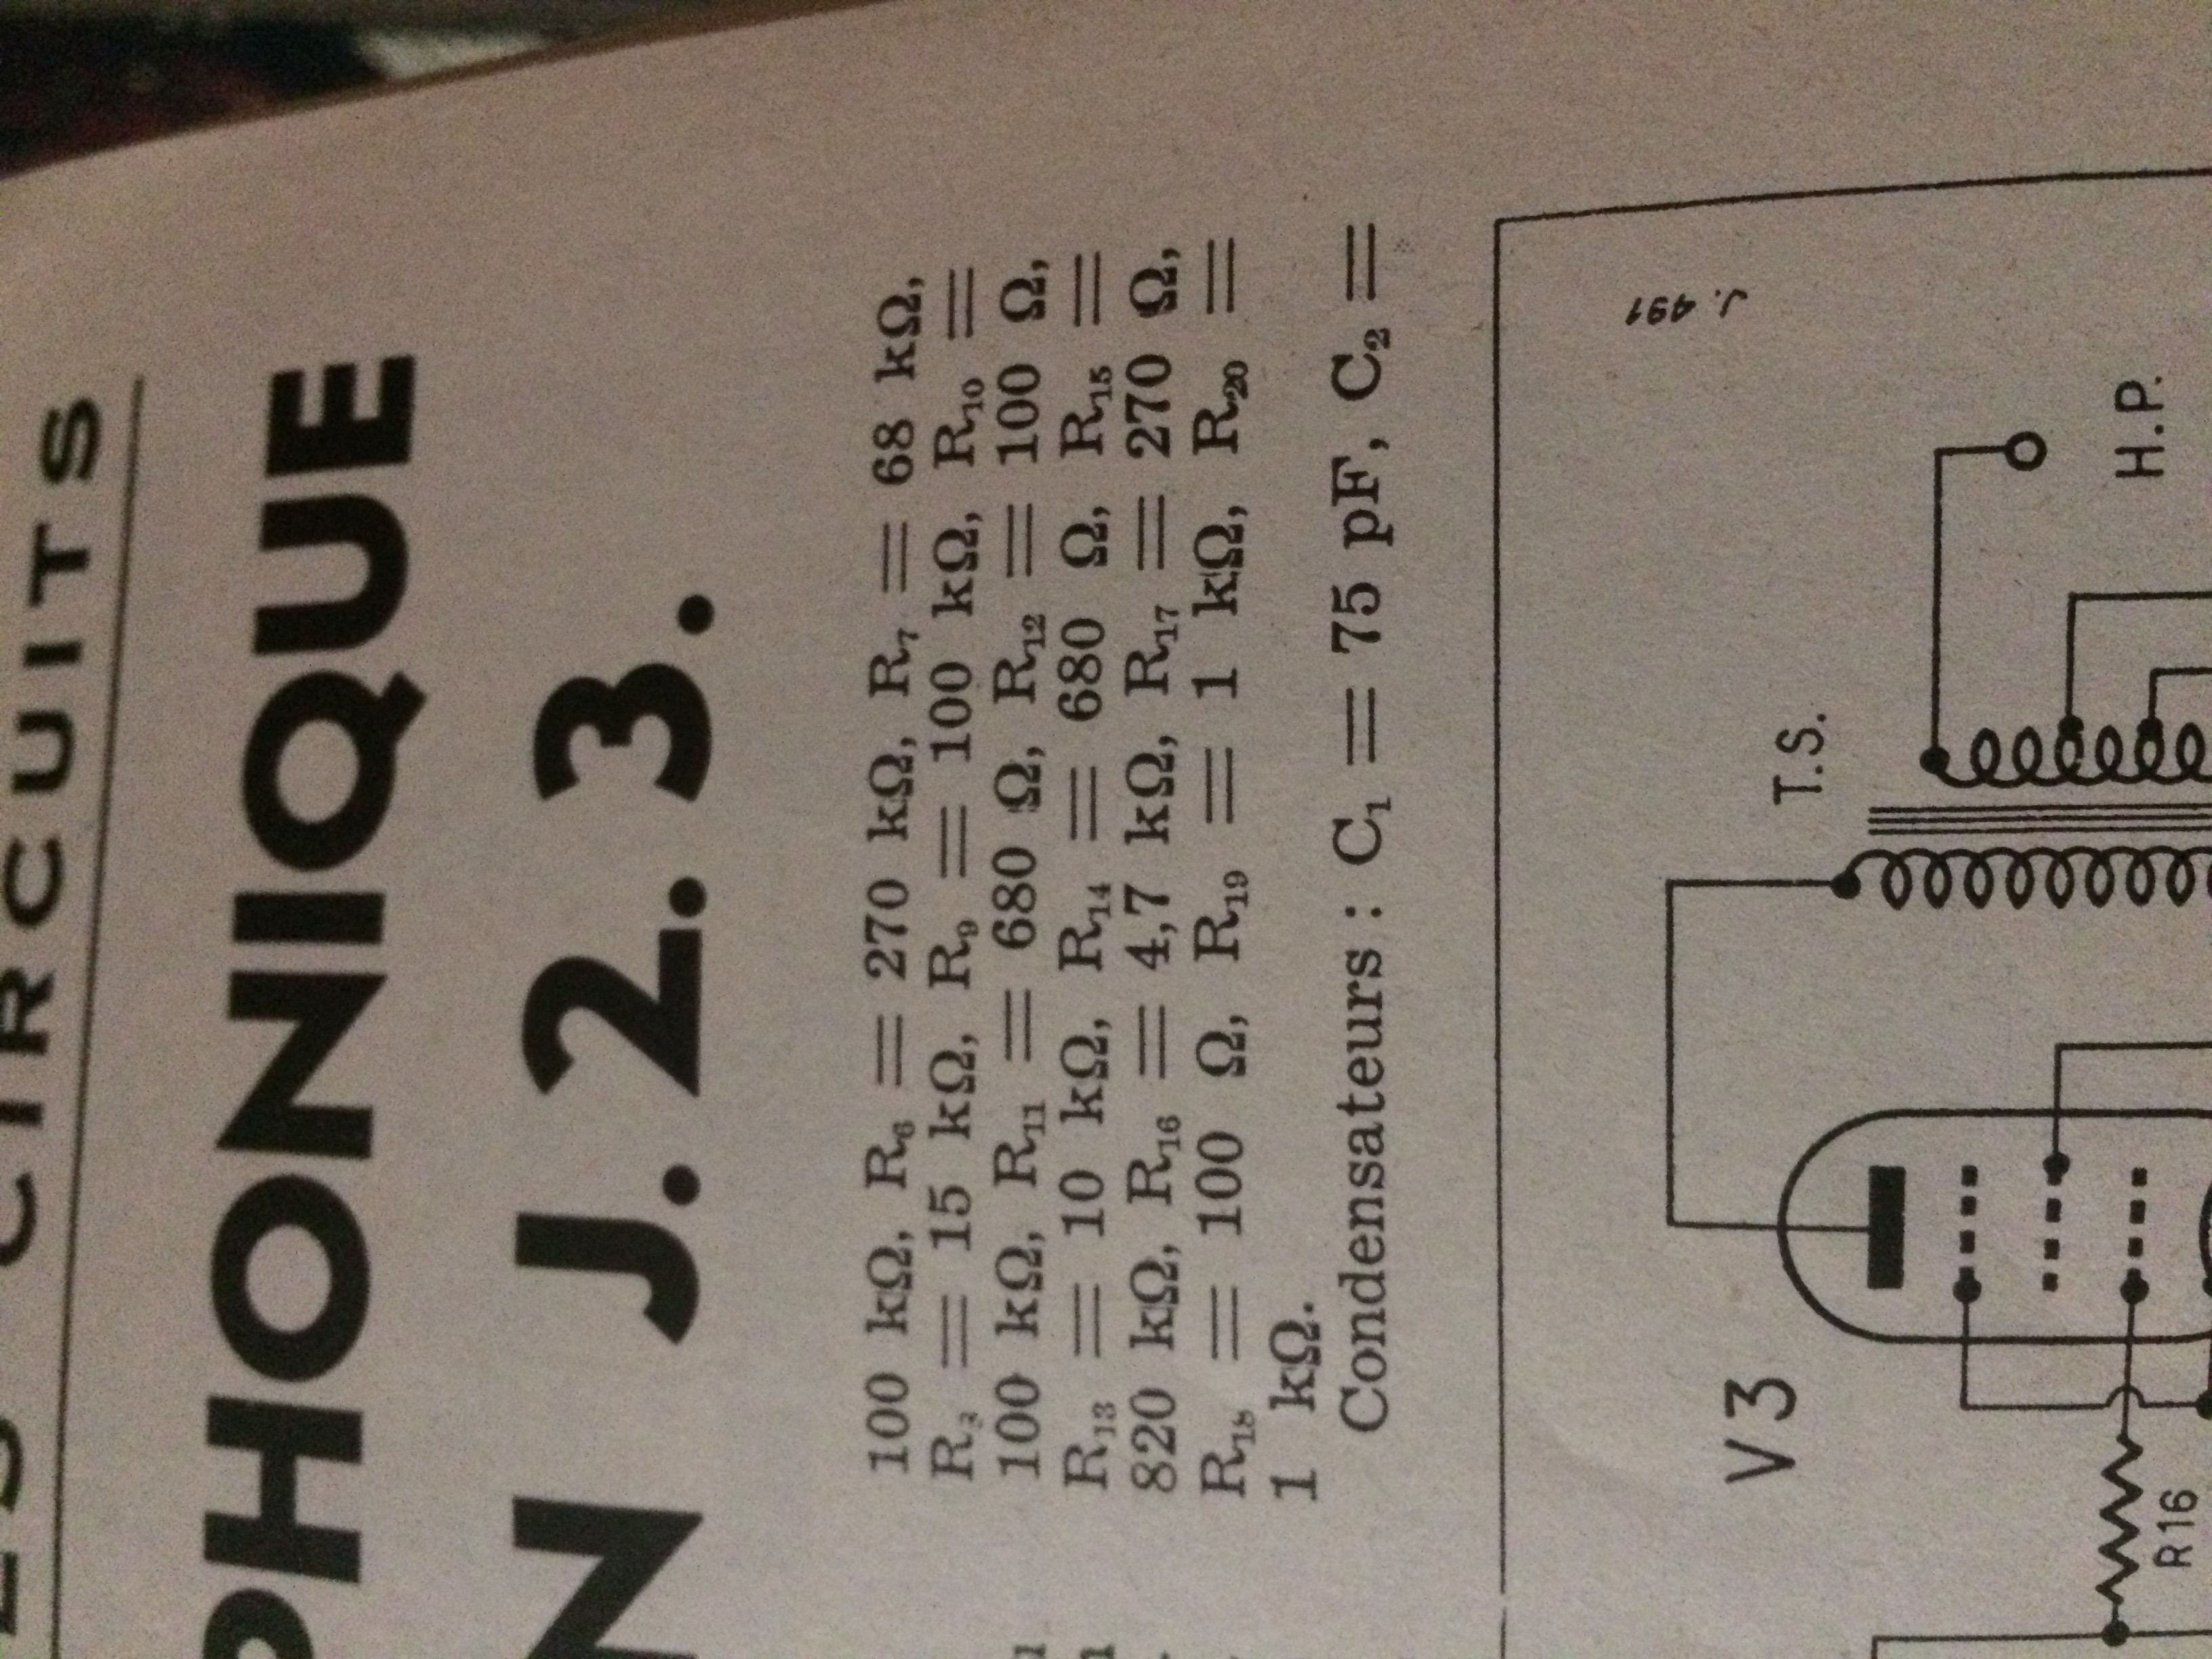 CIRCUITS
PHONIQUE
N J. 2. 3.
100 kΩ, R6 = 270 kΩ, R7 = 68 kΩ,
= 15 kΩ, R9 = 100 kΩ, R10 =
100 kΩ, R11 = 680 Ω, R12 = 100 Ω,
R13 = 10 kΩ, R14 = 680 Ω, R15 =
820 kΩ, R16 = 4,7 kΩ, R17 = 270 Ω,
R18 = 100 Ω, R19 = 1 kΩ, R20 =
1 kΩ.
Condensateurs : C1 = 75 pF, C2 =
J. 491
V3
T.S.
H.P.
R16